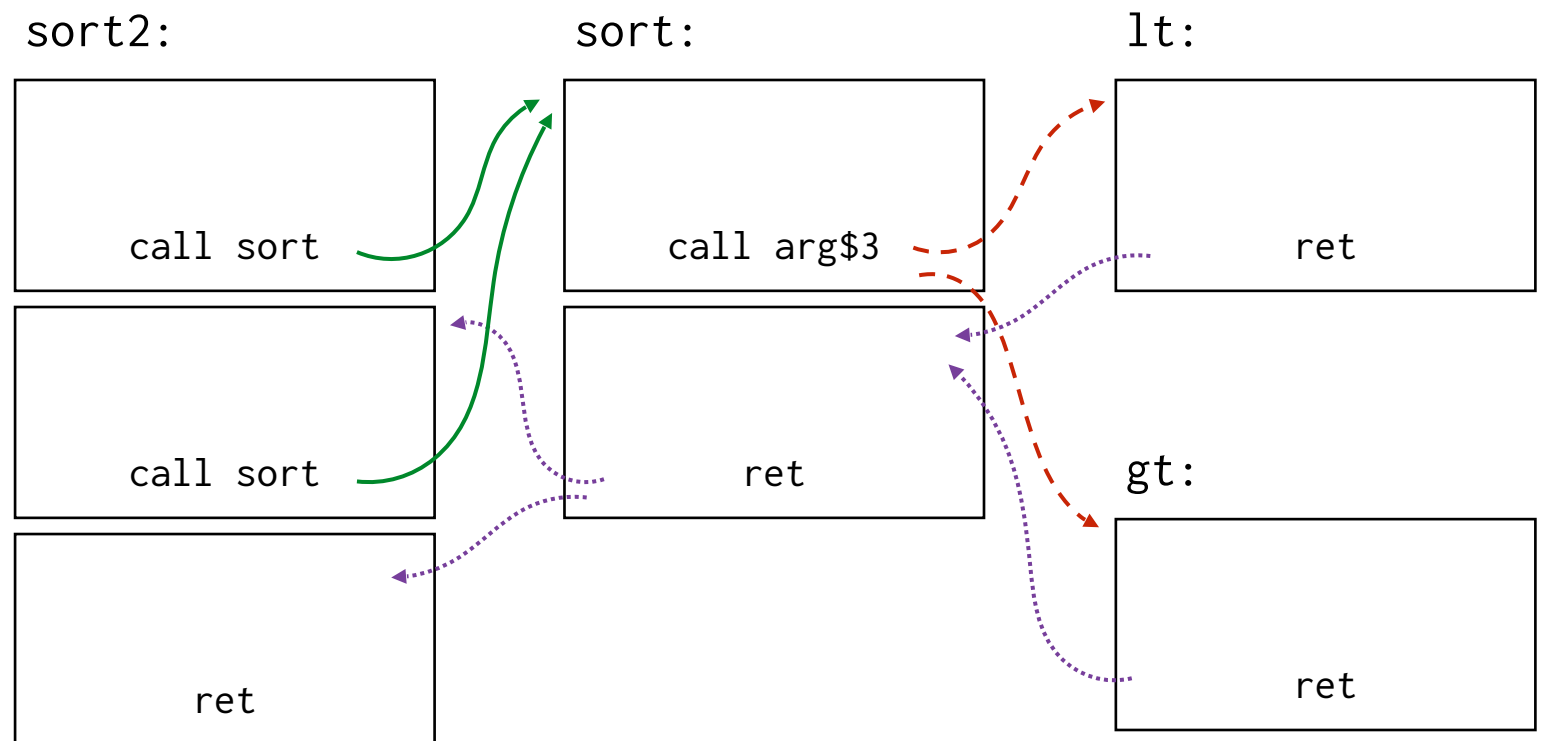 sort2:
call sort
call sort
ret
sort:
call arg$3
ret
lt:
ret
gt:
ret